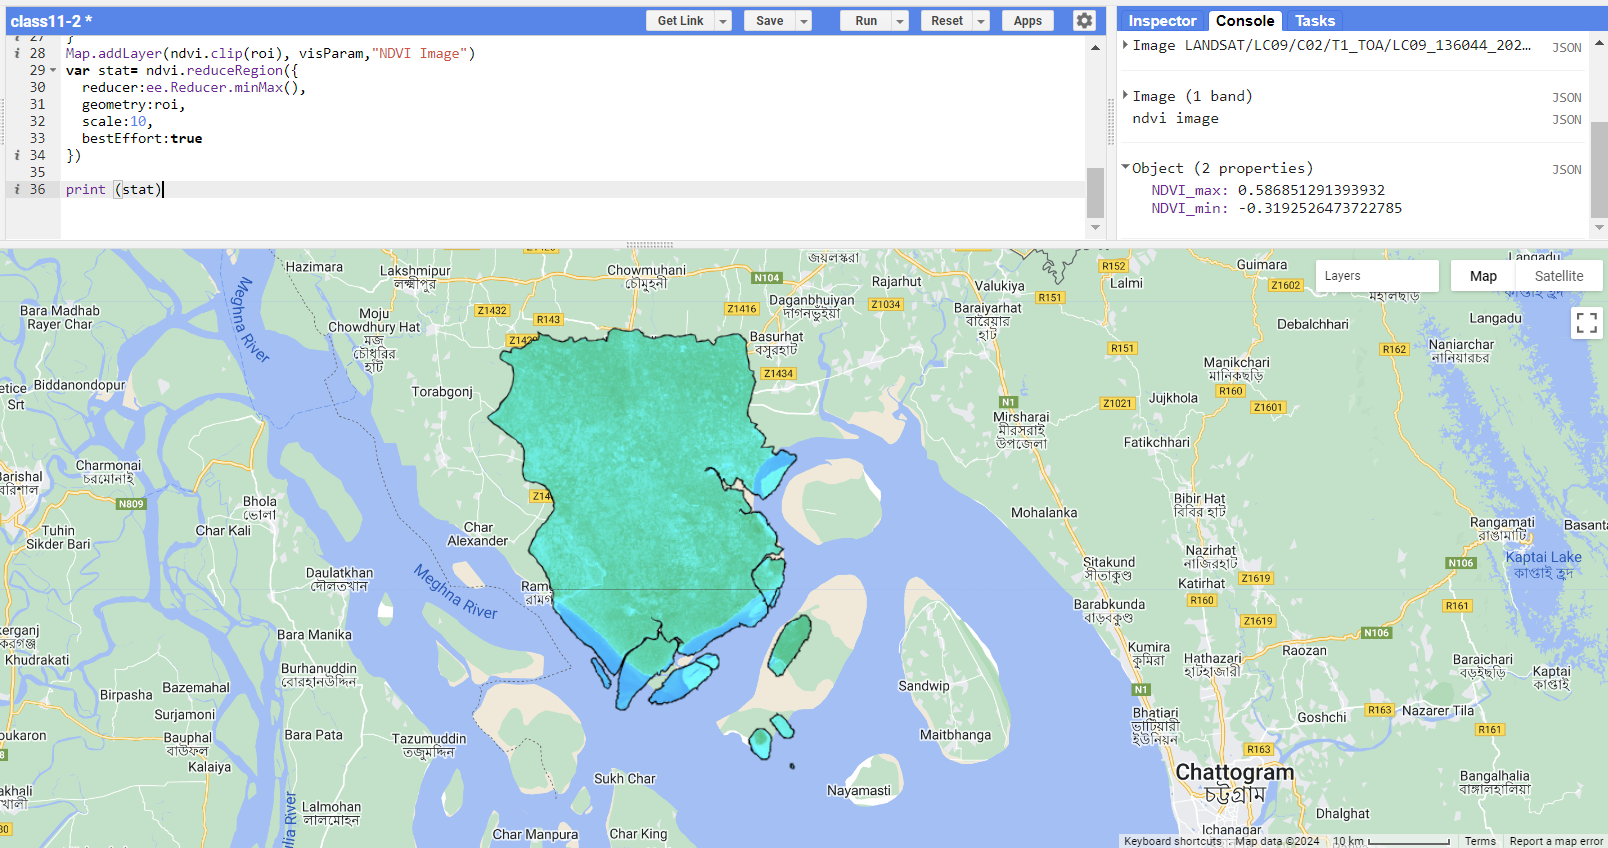 class11-2 *
Get Link
Save
Run
Reset
Apps
27 }
28 Map.addLayer(ndvi.clip(roi), visParam,"NDVI Image")
29 var stat= ndvi.reduceRegion({
30 reducer:ee.Reducer.minMax(),
31 geometry:roi,
32 scale:10,
33 bestEffort:true
34 })
35
36 print (stat)
Inspector
Console
Tasks
Image LANDSAT/LC09/C02/T1_TOA/LC09_136044_202… JSON
Image (1 band) JSON
ndvi image JSON
Object (2 properties) JSON
NDVI_max: 0.586851291393932
NDVI_min: -0.3192526473722785
Layers
Map
Satellite
Hazimara
Lakshmipur
লক্ষ্মীপুর
Chowmuhani
চৌমুহনী
জয়লস্করা
N104
Rajarhut
Valukiya
R152
Lalmi
Guimara
Z1602
মহালছড়ি
Langadu
কাপ্তাই হ্রদ
Bara Madhab
Rayer Char
Meghna River
Moju
Chowdhury Hat
মজু
চৌধুরির
হাট
Z1432
R143
Z1416
Daganbhuiyan
দাগনভূঁইয়া
Z1034
R151
Baraiyarhat
বারৈয়ার
হাট
Debalchhari
Langadu
Basurhat
বসুরহাট
Z1434
R151
Manikchari
মানিকছড়ি
R160
R162
Naniarchar
নানিয়ারচর
Biddanondopur
Srt
Torabgonj
N1
Mirsharai
মীরসরাই
উপজেলা
Z1021
Jujkhola
Z1601
Fatikchhari
Charmonai
চরমোনাই
বরিশাল
N809
Bhola
ভোলা
Char Kali
Tuhin
Sikder Bari
Char
Alexander
Mohalanka
Bibir Hat
বিবির হাট
Rangamati
রাঙামাটি
Kaptai Lake
কাপ্তাই হ্রদ
Daulatkhan
দৌলতখান
Meghna River
Sitakund
সীতাকুণ্ড
Nazirhat
নাজিরহাট
Katirhat
Z1619
N106
R161
Bara Manika
Barabkunda
বাড়বকুণ্ড
R160
Z1619
N106
Khudrakati
Burhanuddin
বোরহানউদ্দিন
Kumira
কুমিরা
Hathazari
হাটহাজারী
Raozan
Baraichari
বড়ইছড়ি
Kaptai
কাপ্তাই
Birpasha
Bazemahal
Surjamoni
Sandwip
N1
Bhatiari
ভাটিয়ারী
ইউনিয়ন
Goshchi
R163
Nazarer Tila
R161
Bauphal
বাউফল
Kalaiya
Bara Pata
Tazumuddin
তজুমদ্দিন
Maitbhanga
R163
Sukh Char
Nayamasti
Chattogram
চট্টগ্রাম
Bangalhalia
বাঙ্গালহালিয়া
Lalmohan
লালমোহন
Char Manpura
Char King
Dhalghat
Ichanagar
Keyboard shortcuts
Map data ©2024
10 km
Terms
Report a map error